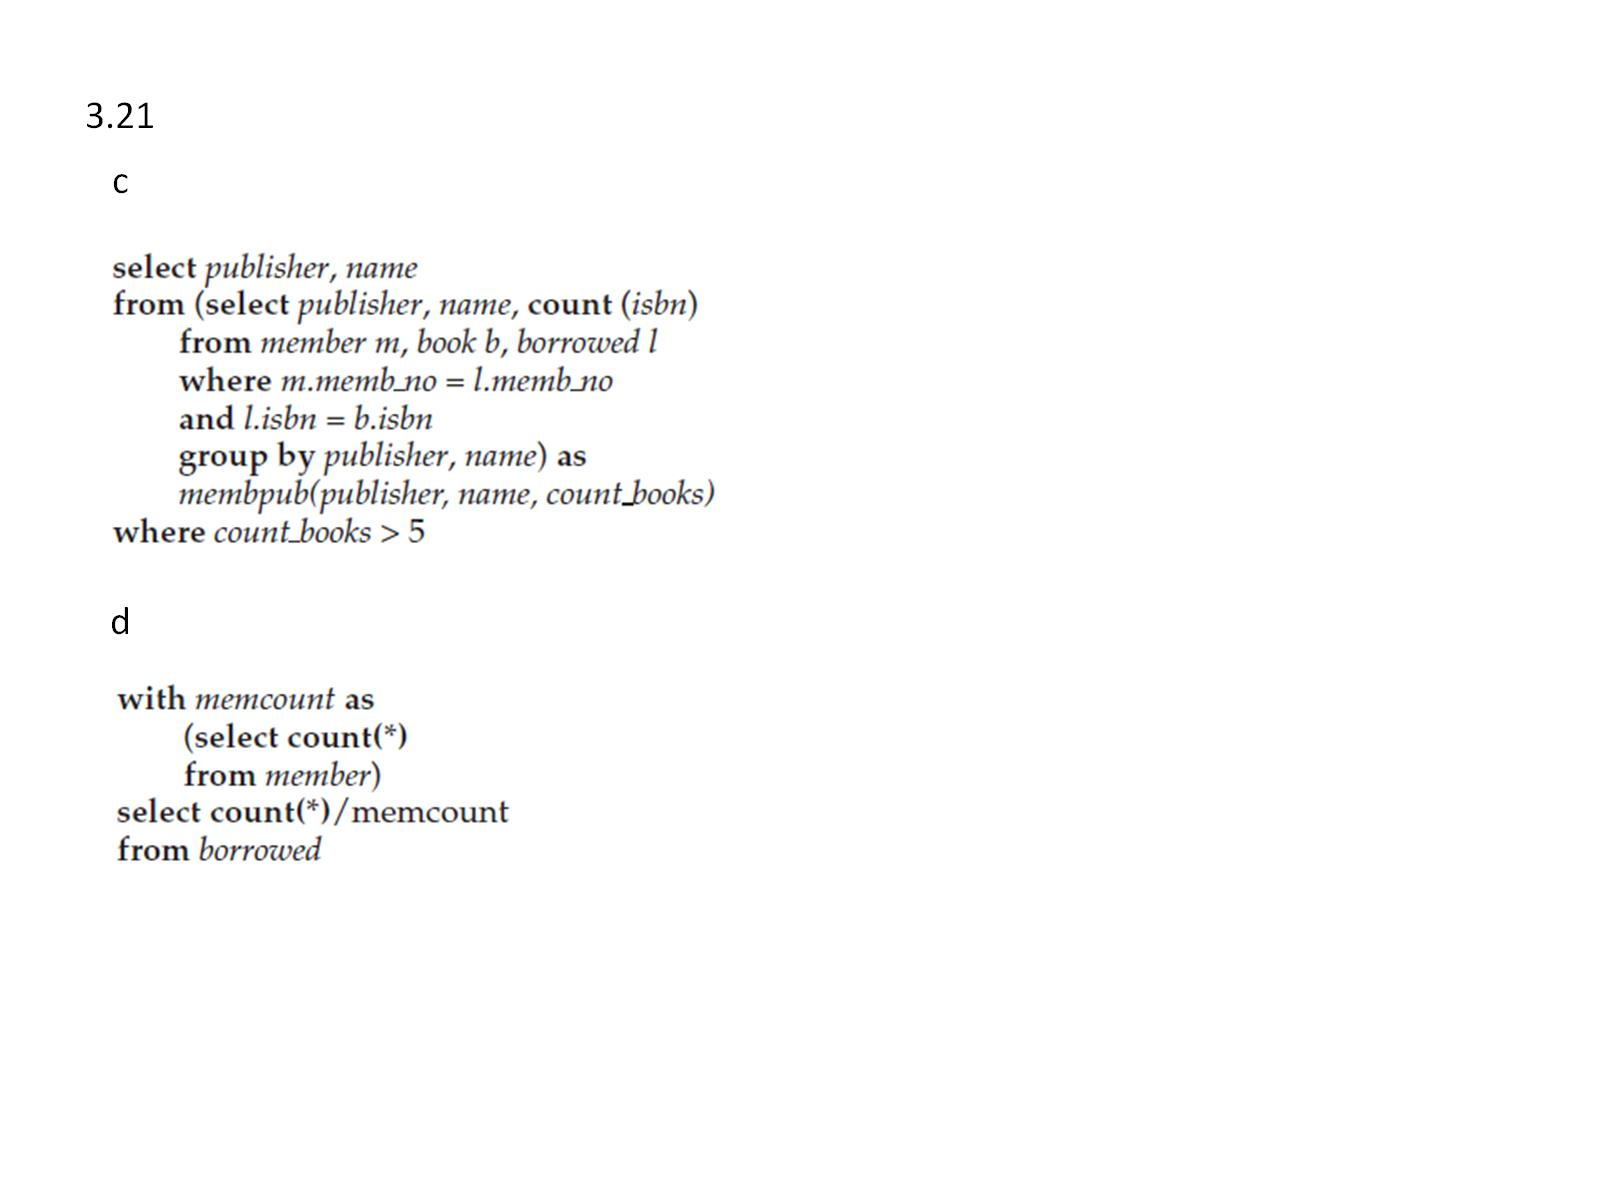 3.21
c
select publisher, name
from (select publisher, name, count (isbn)
from member m, book b, borrowed l
where m.memb_no = l.memb_no
and l.isbn = b.isbn
group by publisher, name) as
membpub(publisher, name, count_books)
where count_books > 5
d
with memcount as
(select count(*)
from member)
select count(*)/memcount
from borrowed